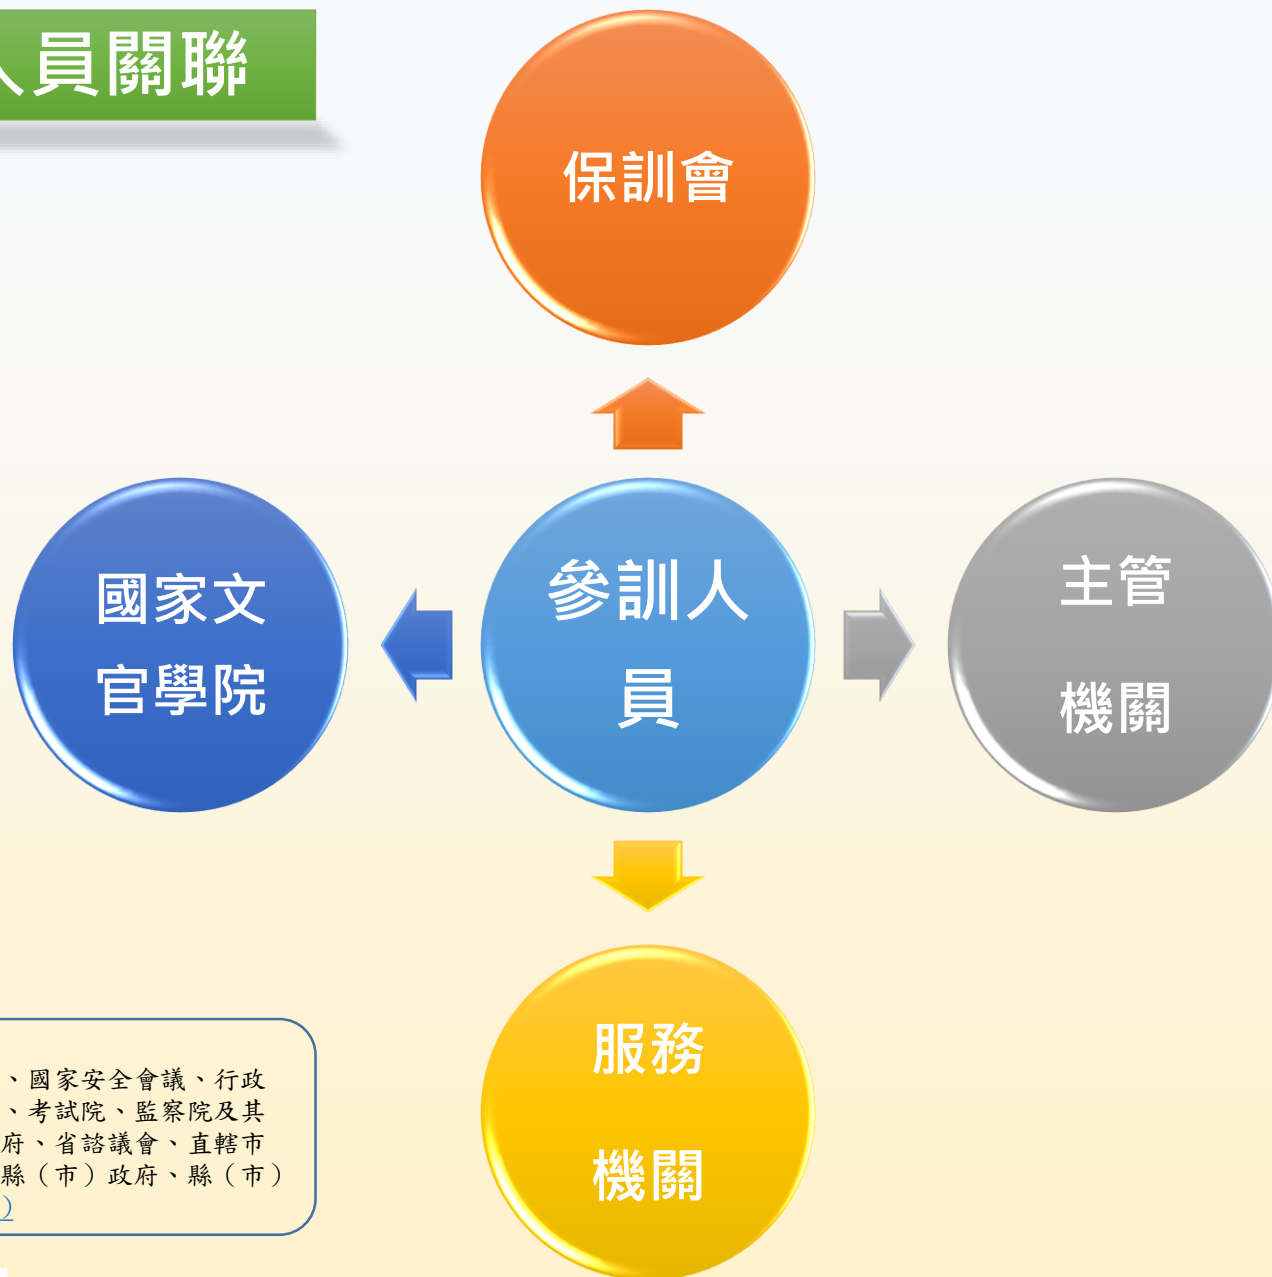 人員關聯
保訓會
國家文
官學院
參訓人
員
主管
機關
服務
機關
、國家安全會議、行政
、考試院、監察院及其
府、省諮議會、直轄市
縣（市）政府、縣（市）
)